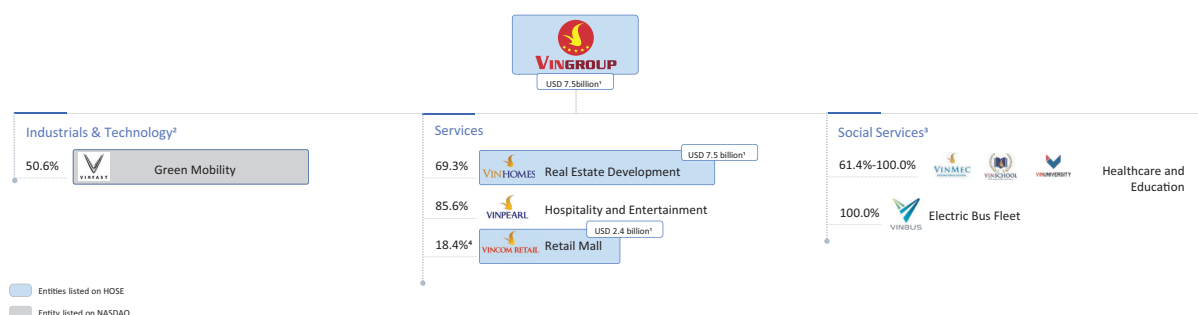 VINGROUP
USD 7.5billion¹
Industrials & Technology²
50.6%
VINFAST
Green Mobility
Services
69.3%
VINHOMES
Real Estate Development
USD 7.5 billion¹
85.6%
VINPEARL
Hospitality and Entertainment
18.4%⁴
VINCOM RETAIL
Retail Mall
USD 2.4 billion¹
Social Services³
61.4%-100.0%
VINMEC
VINSCHOOL
VINUNIVERSITY
Healthcare and
Education
100.0%
VINBUS
Electric Bus Fleet
Entities listed on HOSE
Entity listed on NASDAQ